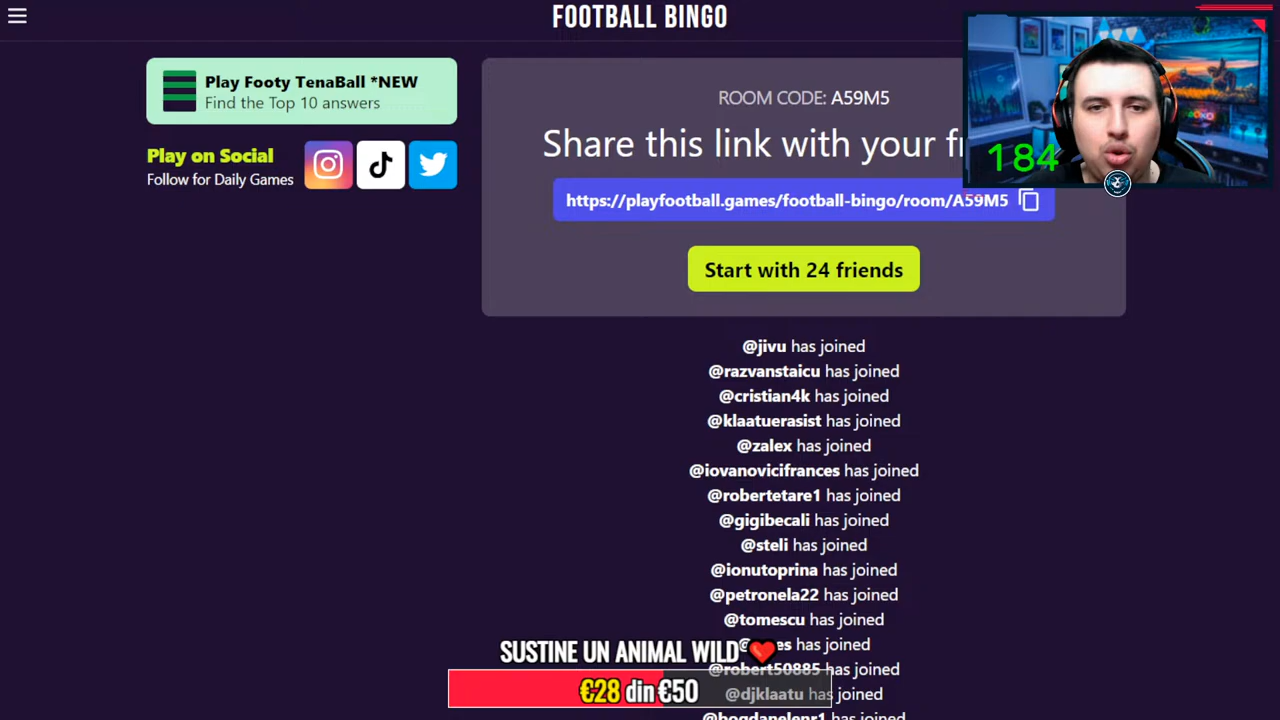 FOOTBALL BINGO
Play Footy TenaBall *NEW
Find the Top 10 answers
Play on Social
Follow for Daily Games
ROOM CODE: A59M5
Share this link with your
184
https://playfootball.games/football-bingo/room/A59M5
Start with 24 friends
@jivu has joined
@razvanstaicu has joined
@cristian4k has joined
@klaatuerasist has joined
@zalex has joined
@iovanovicifrances has joined
@robertetare1 has joined
@gigibecali has joined
@steli has joined
@ionutoprina has joined
@petronela22 has joined
@tomescu has joined
has joined
SUSTINE UN ANIMAL WILD
@robert50885 has joined
€28 din €50
@djklaatu has joined
@bogdanelenr1 has joined